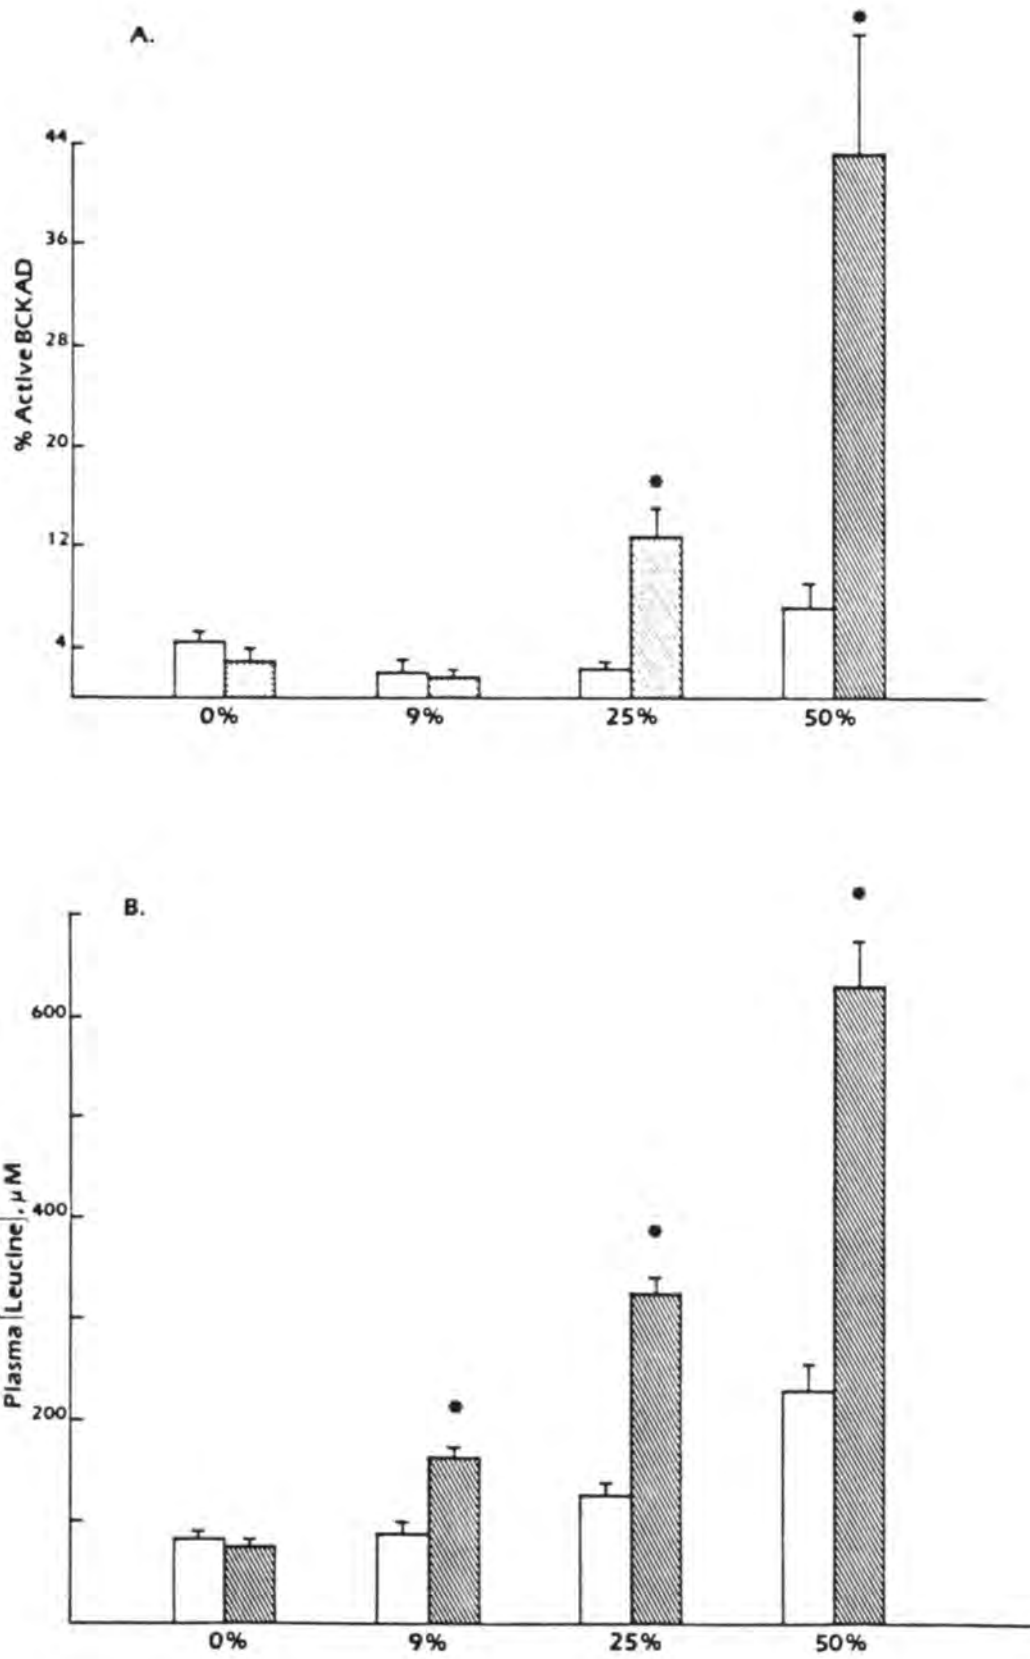 A.
44
36
28
20
12
4
% Active BCKAD
0% 9% 25% 50%
B.
600
400
200
Plasma [Leucine], μM
0% 9% 25% 50%